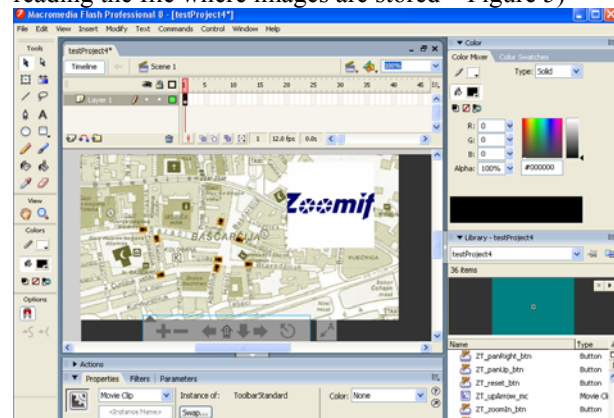 reading the file where images are stored – Figure 5)
Macromedia Flash Professional 8 - [testProject4*]
File Edit View Insert Modify Text Commands Control Window Help
Tools
View
Colors
Options
testProject4*
Timeline Scene 1 100%
1 5 10 15 20 25 30 35 40 45
Layer 1
1 12.0 fps 0.0s
Zoomif
BAŠČARŠIJA
VIJEĆNICA
Actions
Properties Filters Parameters
Movie Clip Instance of: ToolbarStandard Color: None
<Instance Name> Swap...
Color
Color Mixer Color Swatches
Type: Solid
R: 0
G: 0
B: 0
Alpha: 100% #000000
Library - testProject4
testProject4
36 items
Name Type
ZT_panRight_btn Button
ZT_panUp_btn Button
ZT_reset_btn Button
ZT_upArrow_mc Movie Cl
ZT_zoomIn_btn Button